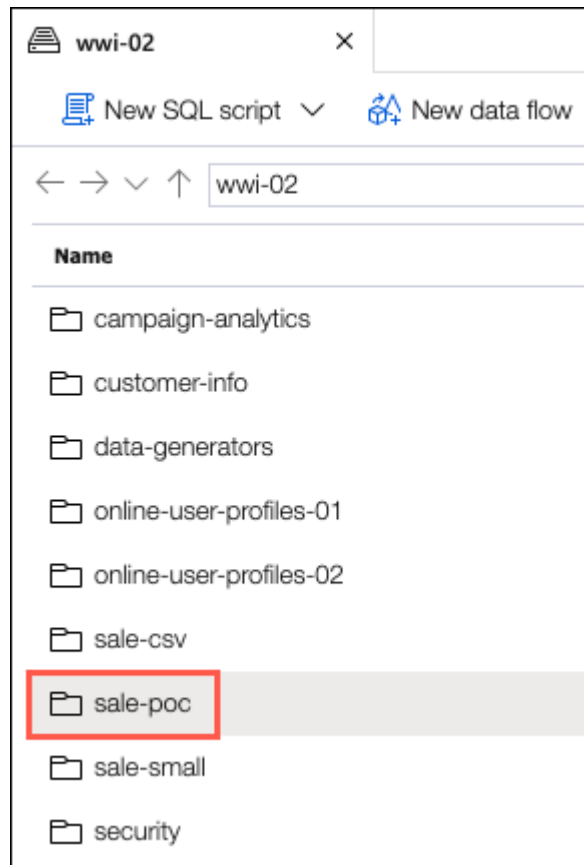 wwi-02
New SQL script New data flow
wwi-02
Name
campaign-analytics
customer-info
data-generators
online-user-profiles-01
online-user-profiles-02
sale-csv
sale-poc
sale-small
security